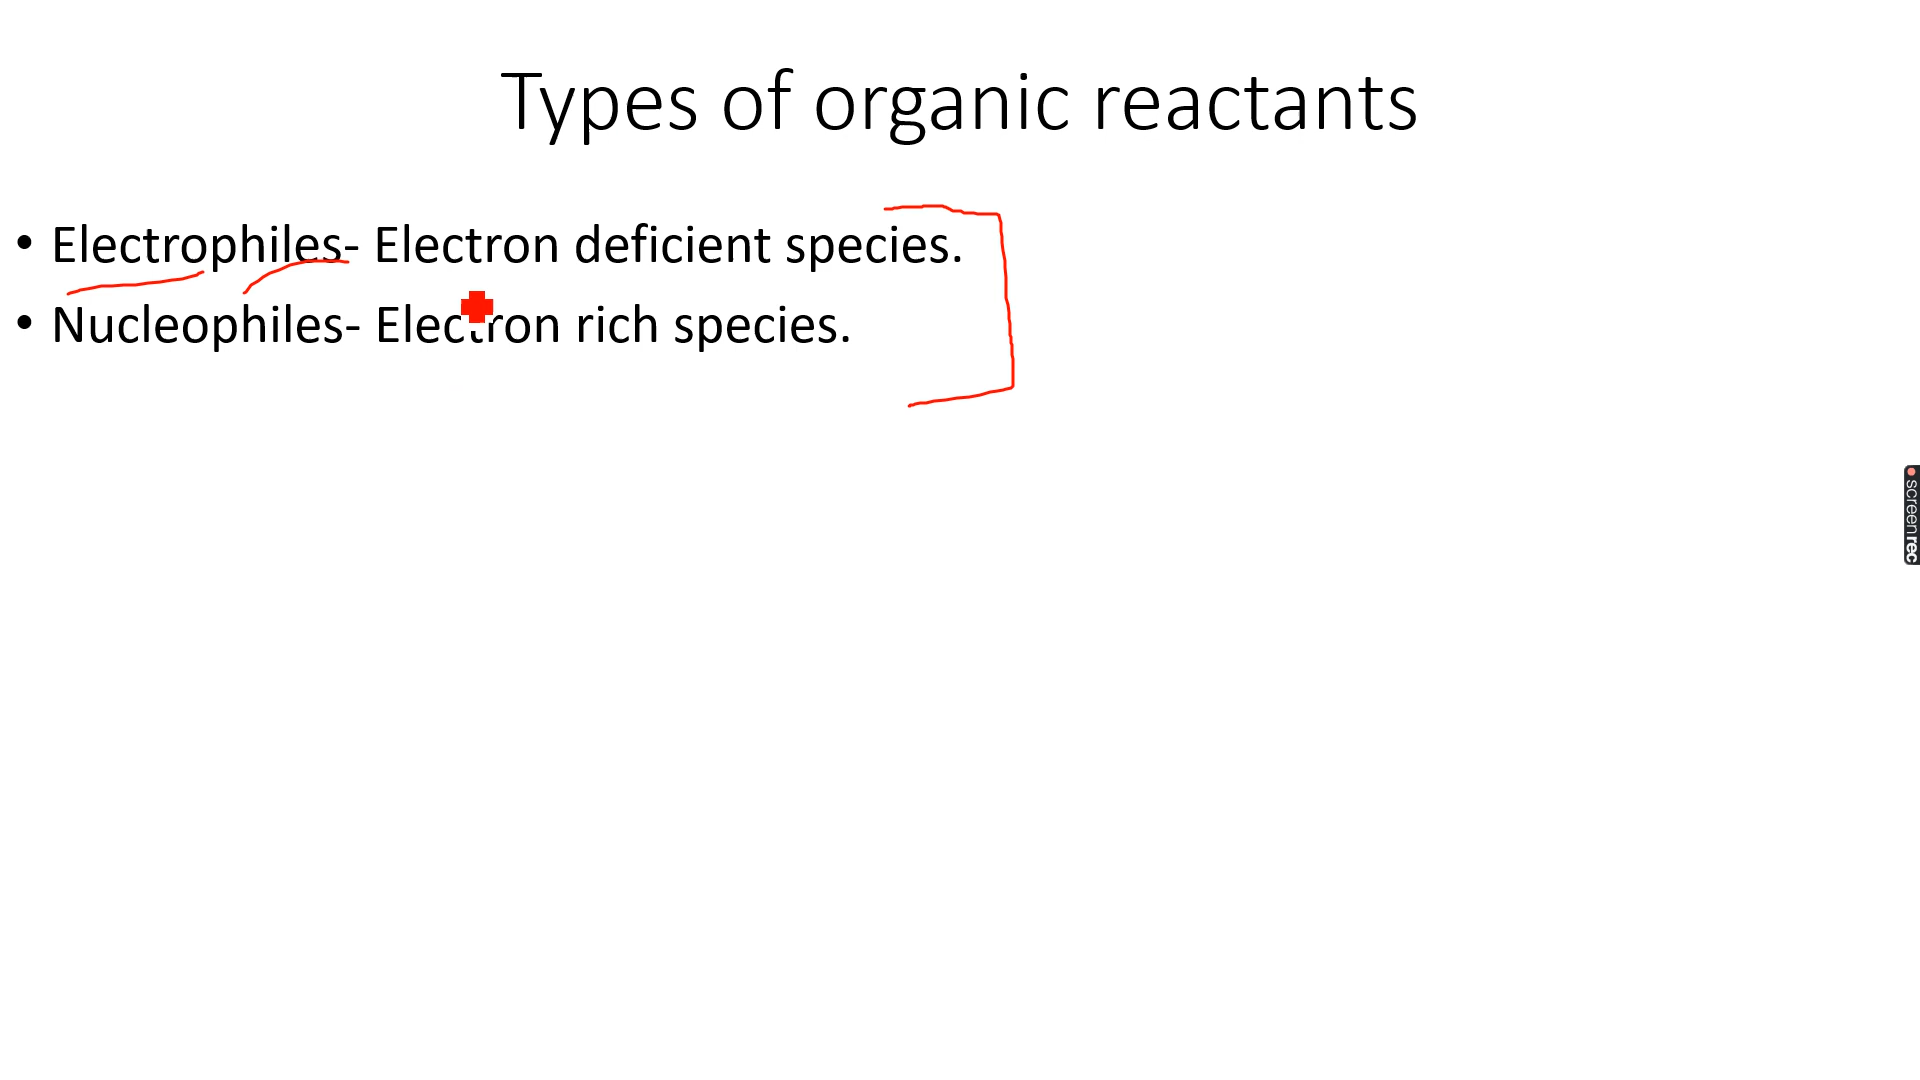 Types of organic reactants
• Electrophiles- Electron deficient species.
• Nucleophiles- Electron rich species.
screenrec